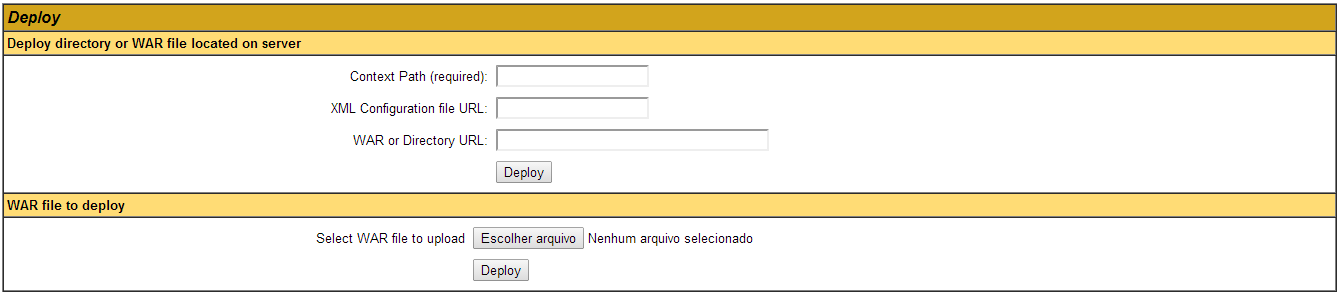 Deploy
Deploy directory or WAR file located on server
Context Path (required):
XML Configuration file URL:
WAR or Directory URL:
Deploy
WAR file to deploy
Select WAR file to upload Escolher arquivo Nenhum arquivo selecionado
Deploy